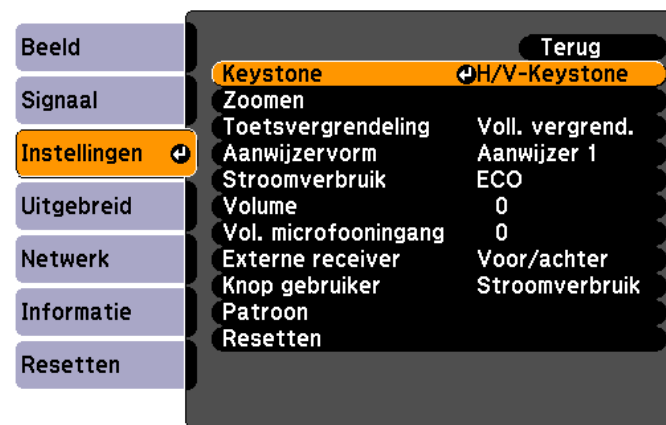 Beeld
Signaal
Instellingen
Uitgebreid
Netwerk
Informatie
Resetten
Terug
Keystone H/V-Keystone
Zoomen
Toetsvergrendeling Voll. vergrend.
Aanwijzervorm Aanwijzer 1
Stroomverbruik ECO
Volume 0
Vol. microfooningang 0
Externe receiver Voor/achter
Knop gebruiker Stroomverbruik
Patroon
Resetten